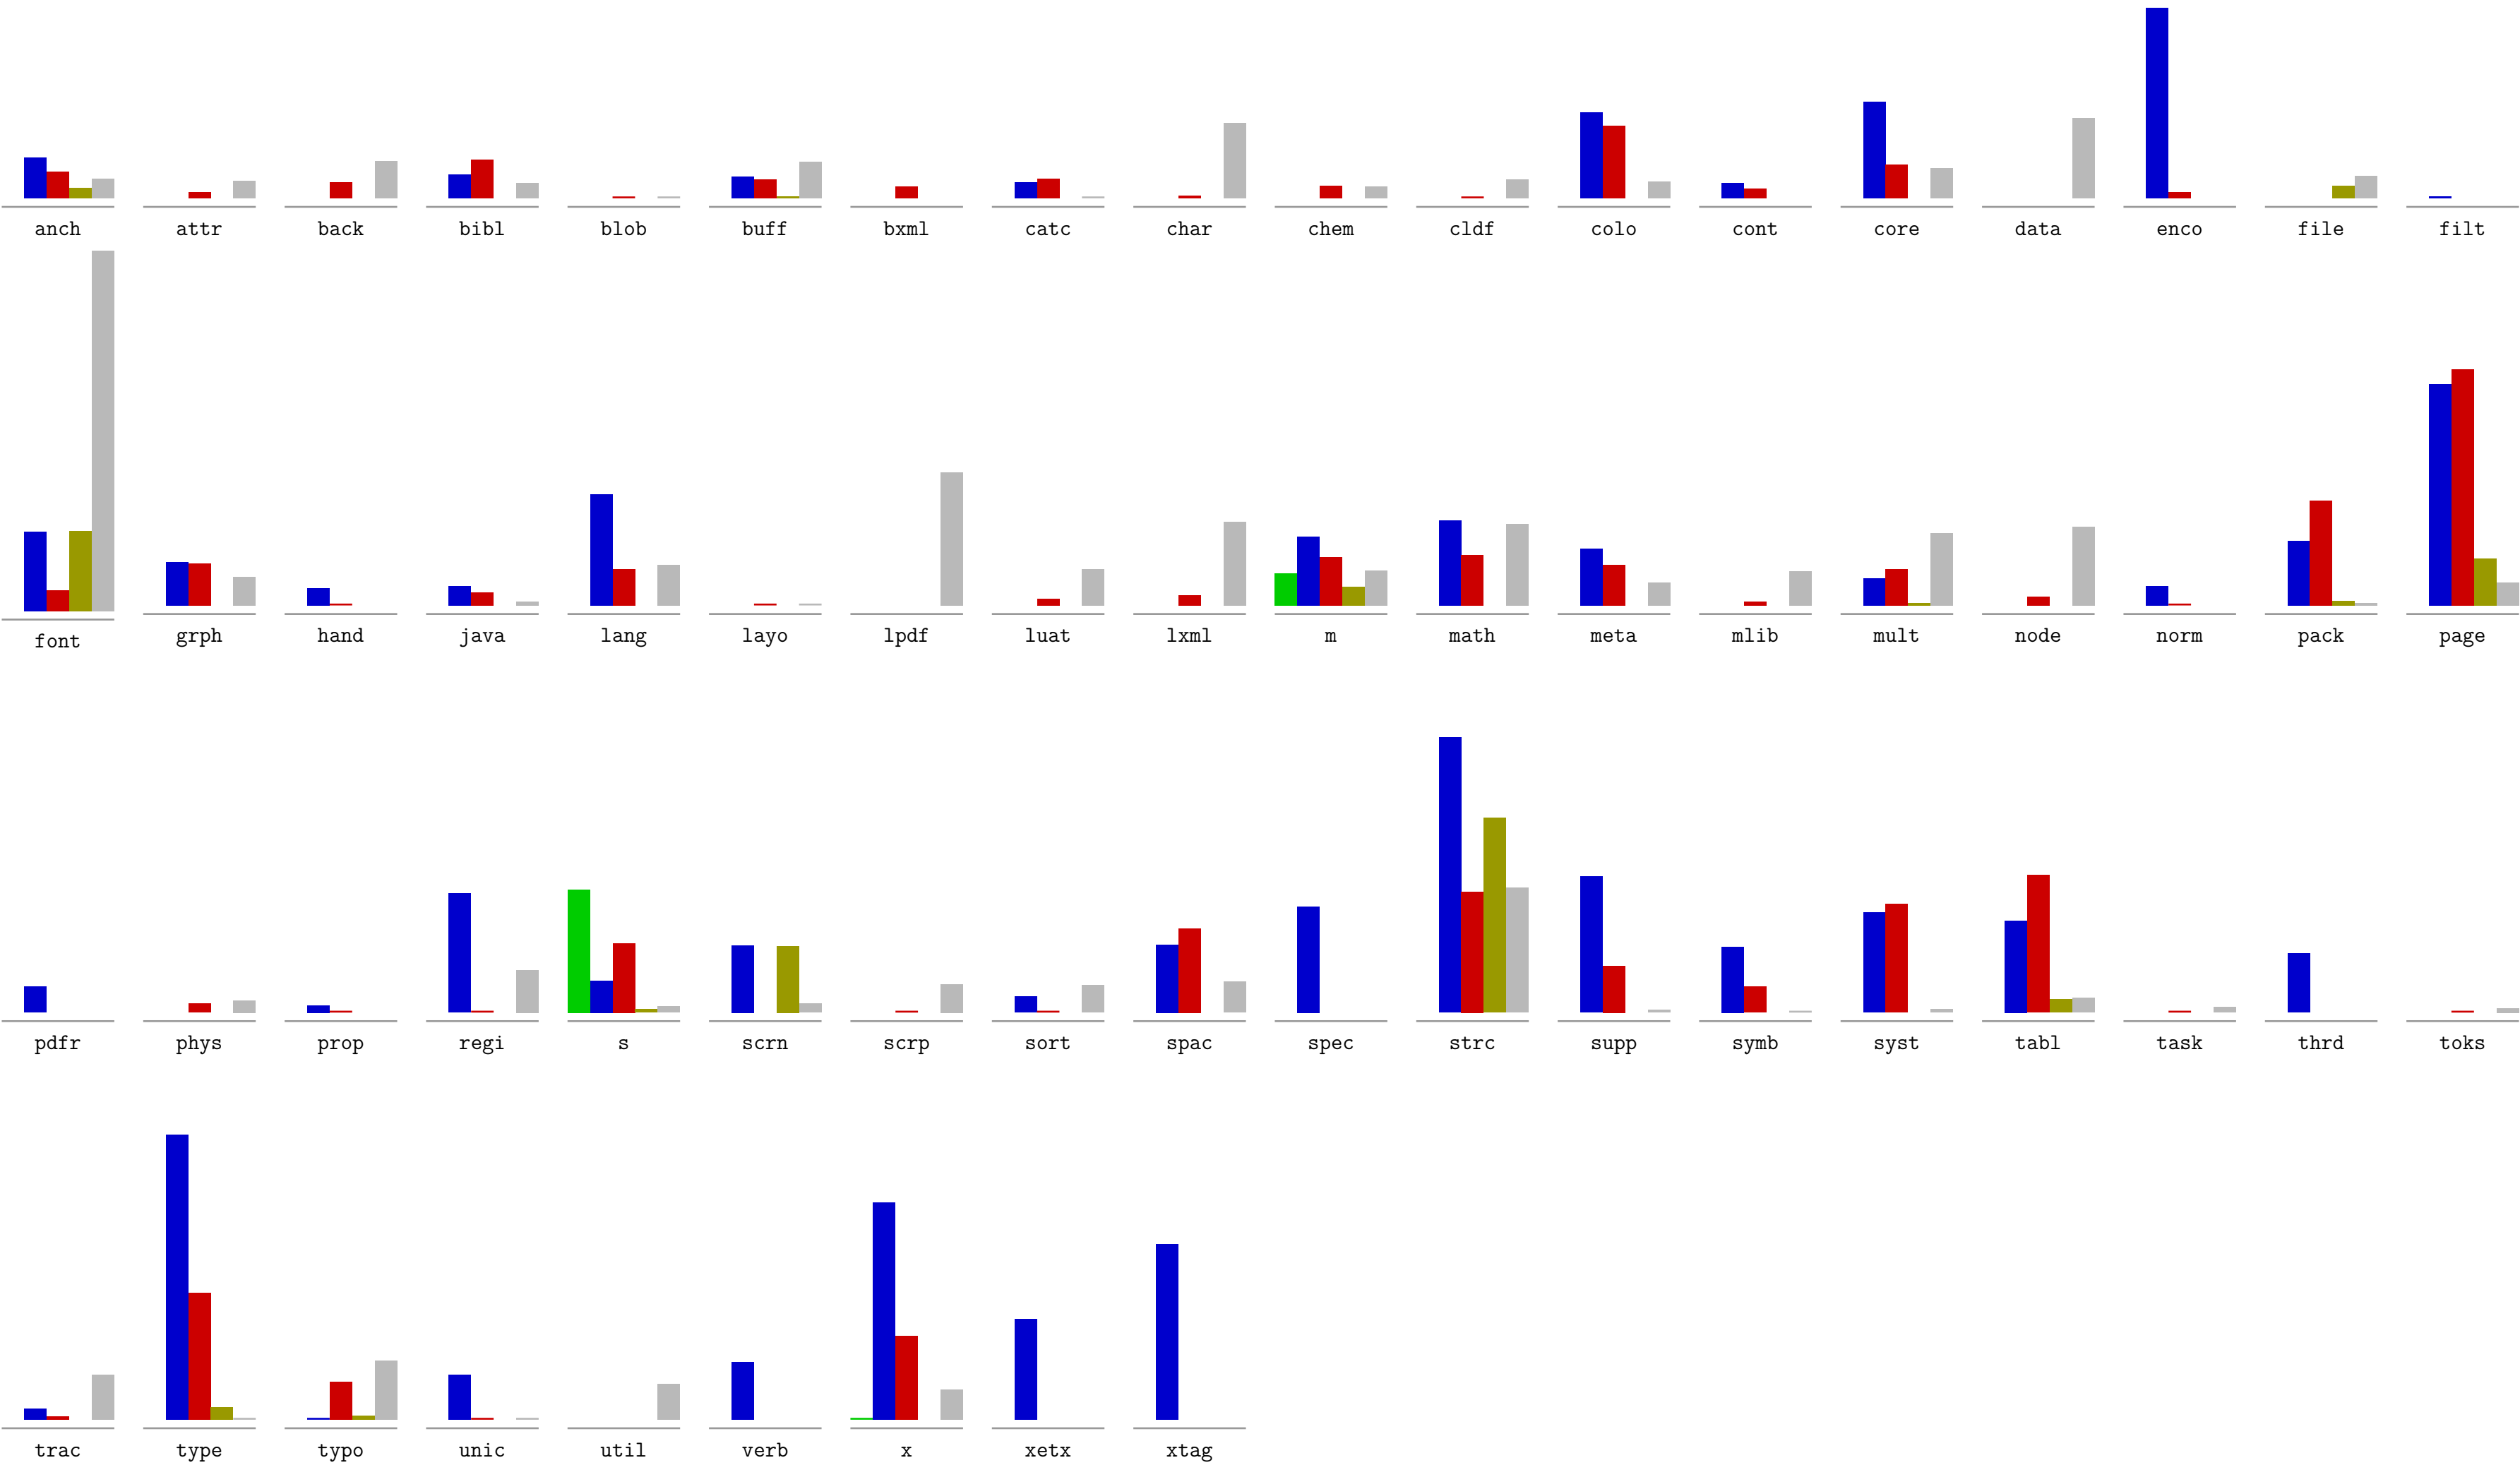 anch attr back bibl blob buff bxml catc char chem cldf colo cont core data enco file filt
font grph hand java lang layo lpdf luat lxml m math meta mlib mult node norm pack page
pdfr phys prop regi s scrn scrp sort spac spec strc supp symb syst tabl task thrd toks
trac type typo unic util verb x xetx xtag